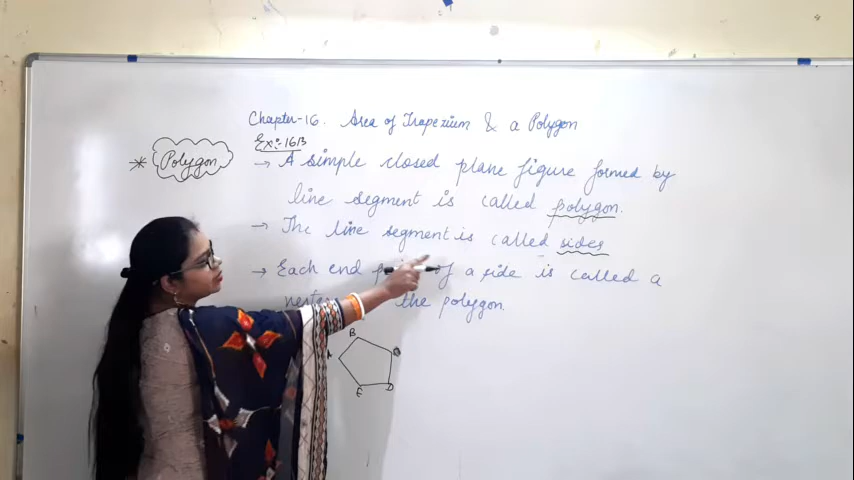 Chapter-16. Area of Trapezium & a Polygon
Ex:-16B
* Polygon
→ A simple closed plane figure formed by
line segment is called polygon.
→ The line segment is called sides
→ Each end of a side is called a
the polygon.
B
A
E
D